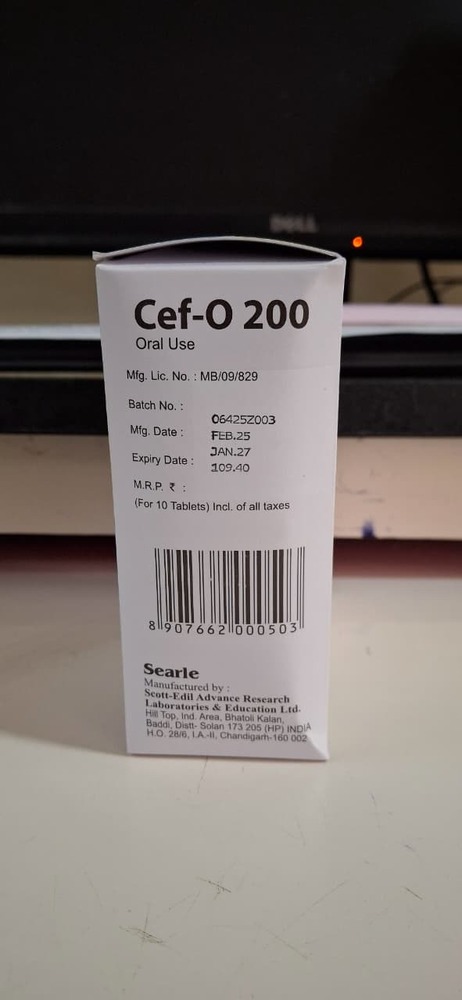 DELL
Cef-O 200
Oral Use
Mfg. Lic. No. : MB/09/829
Batch No. :
06425Z003
Mfg. Date :
FEB.25
Expiry Date :
JAN.27
109.40
M.R.P. ₹ :
(For 10 Tablets) Incl. of all taxes
8 907662 000503
Searle
Manufactured by :
Scott-Edil Advance Research
Laboratories & Education Ltd.
Hill Top, Ind. Area, Bhatoli Kalan,
Baddi, Distt- Solan 173 205 (HP) INDIA
H.O. 28/6, I.A.-II, Chandigarh-160 002